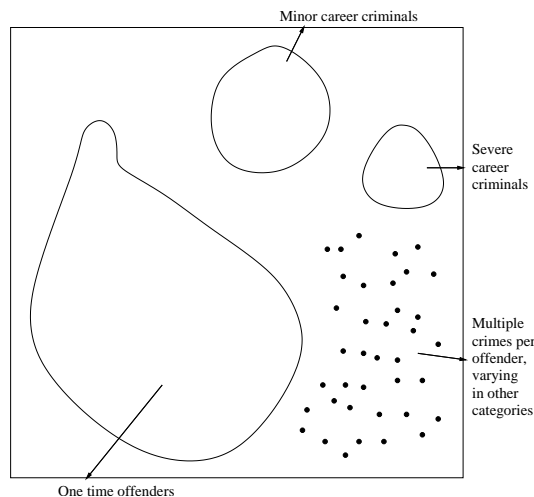 Minor career criminals
Severe
career
criminals
Multiple
crimes per
offender,
varying
in other
categories
One time offenders